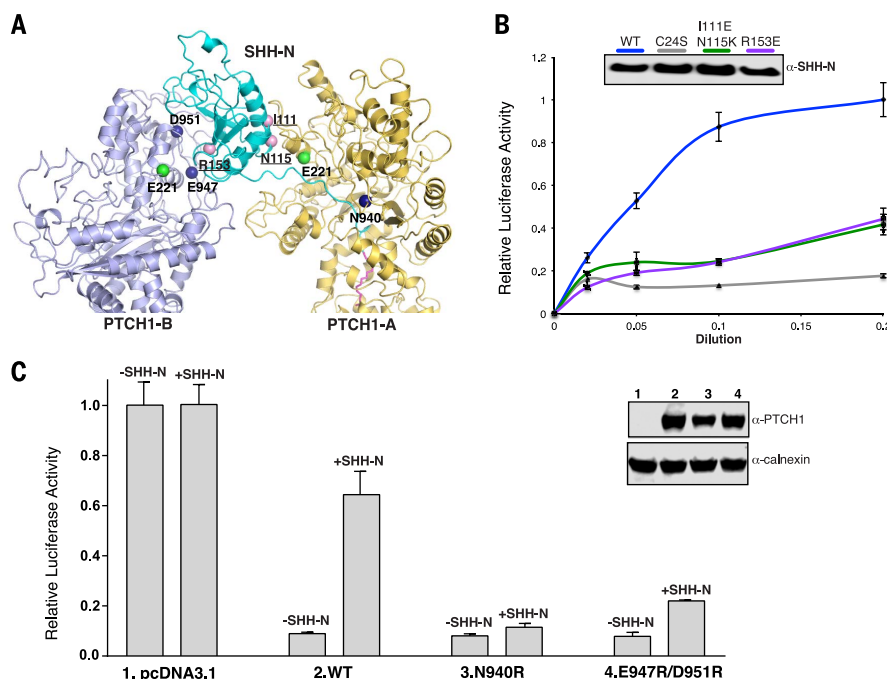 A
SHH-N
D951
I111
R153
N115
E221
E947
E221
N940
PTCH1-B
PTCH1-A
B
I111E
WT C24S N115K R153E
α-SHH-N
Relative Luciferase Activity
1,2
1
0.8
0.6
0.4
0,2
0
0
0.05
0.1
0.15
0.2
Dilution
C
Relative Luciferase Activity
1.0
0.8
0.6
0.4
0.2
0.0
-SHH-N
+SHH-N
-SHH-N
+SHH-N
-SHH-N
+SHH-N
-SHH-N
+SHH-N
1. pcDNA3.1
2.WT
3.N940R
4.E947R/D951R
1 2 3 4
α-PTCH1
α-calnexin